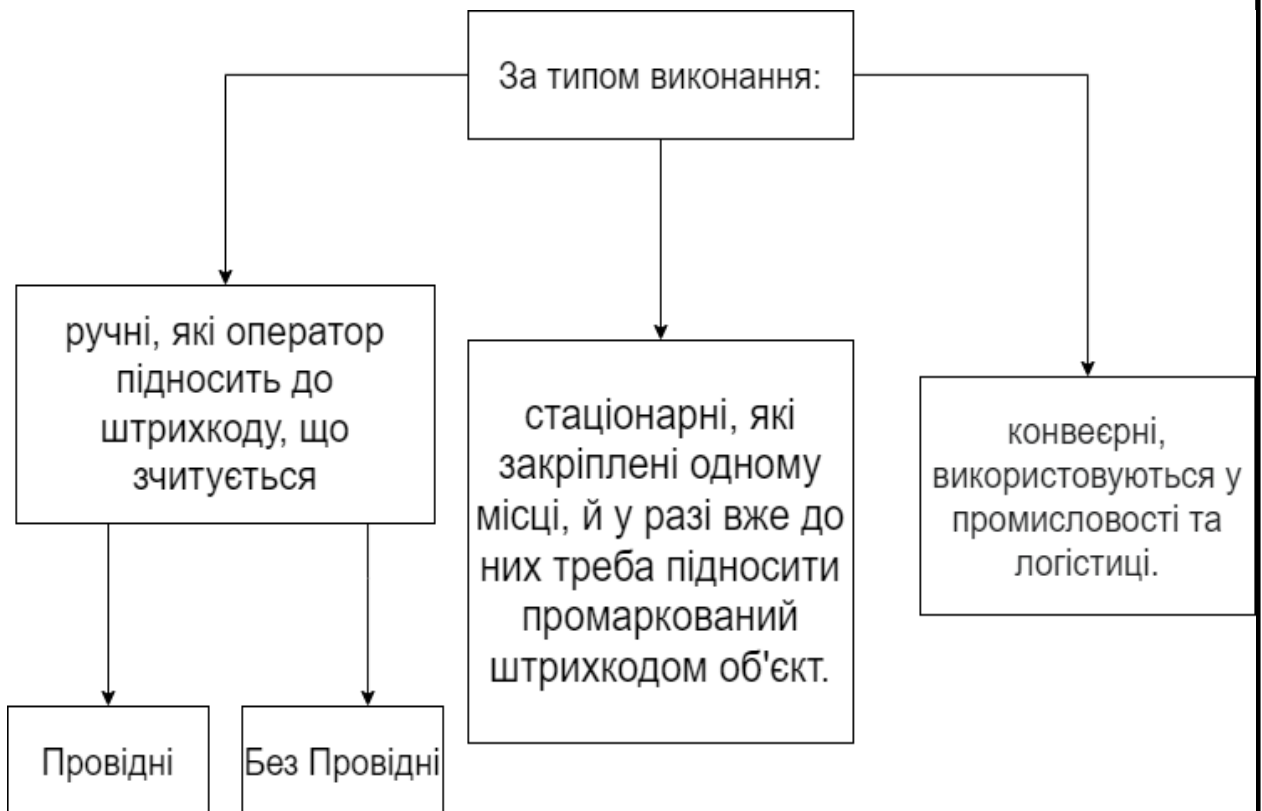 За типом виконання:
ручні, які оператор
підносить до
штрихкоду, що
зчитується
стаціонарні, які
закріплені одному
місці, й у разі вже до
них треба підносити
промаркований
штрихкодом об'єкт.
конвеєрні,
використовуються у
промисловості та
логістиці.
Провідні
Без Провідні